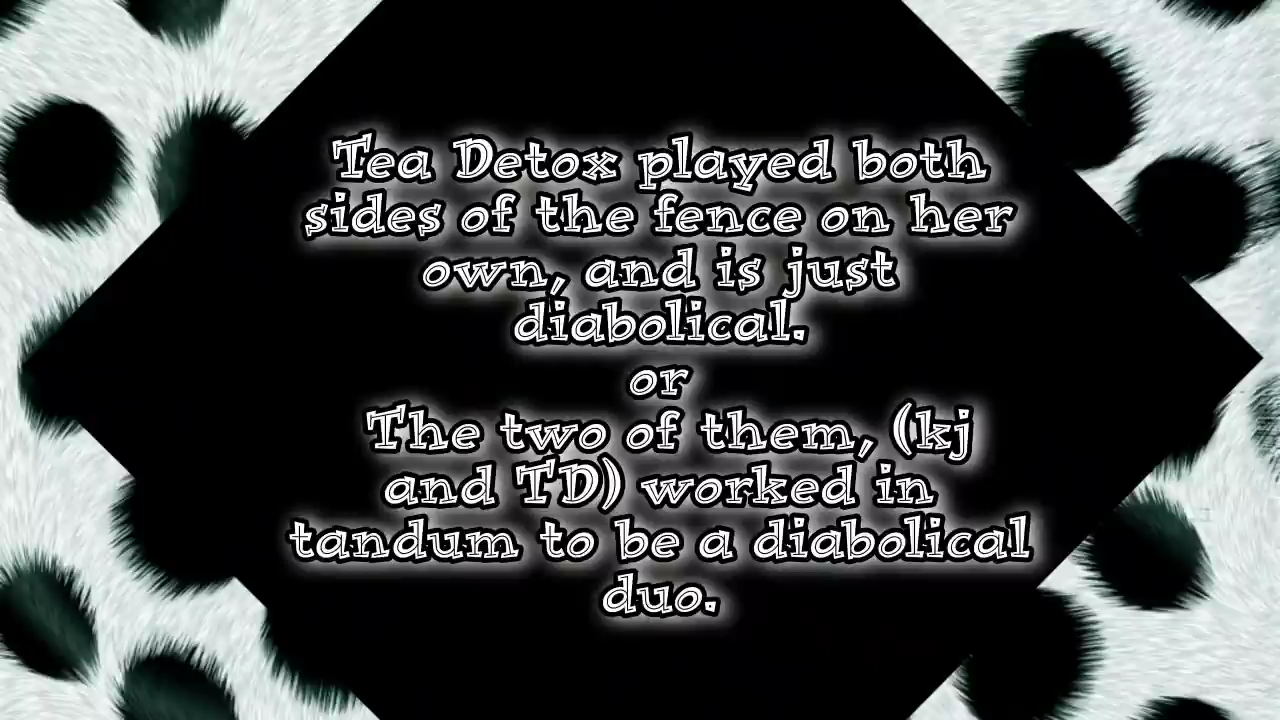 Tea Detox played both
sides of the fence on her
own, and is just
diabolical.
or
The two of them, (kj
and TD) worked in
tandum to be a diabolical
duo.